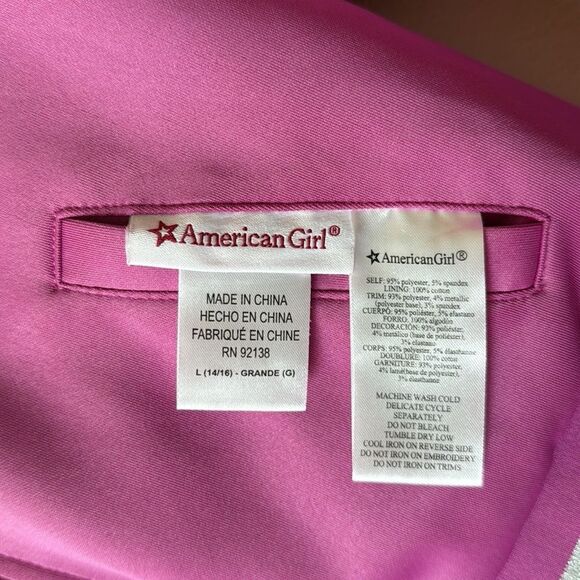 AmericanGirl®
MADE IN CHINA
HECHO EN CHINA
FABRIQUÉ EN CHINE
RN 92138
L (14/16) - GRANDE (G)
AmericanGirl®
SELF: 95% polyester, 5% spandex
LINING: 100% cotton
TRIM: 93% polyester, 4% metallic
(polyester base), 3% spandex
CUERPO: 95% poliéster, 5% elastano
FORRO: 100% algodón
DECORACIÓN: 93% poliéster,
4% metálico (base de poliéster),
3% elastano
CORPS: 95% polyester, 5% élasthanne
DOUBLURE: 100% coton
GARNITURE: 93% polyester,
4% lamé(base de polyester),
3% élasthanne
MACHINE WASH COLD
DELICATE CYCLE
SEPARATELY
DO NOT BLEACH
TUMBLE DRY LOW
COOL IRON ON REVERSE SIDE
DO NOT IRON ON EMBROIDERY
DO NOT IRON ON TRIMS